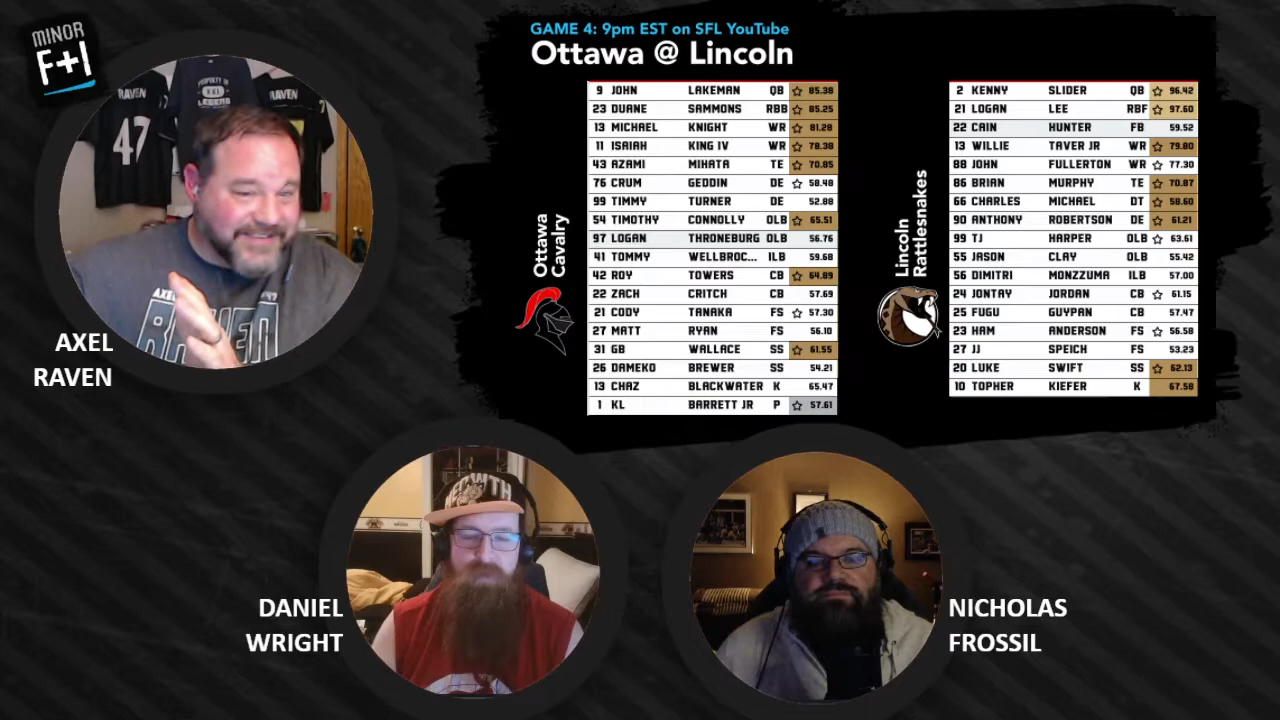 MINOR
F+I
GAME 4: 9pm EST on SFL YouTube
Ottawa @ Lincoln
Ottawa
Cavalry
9 JOHN LAKEMAN QB ☆ 85.38
23 DUANE SAMMONS RBB ☆ 85.25
13 MICHAEL KNIGHT WR ☆ 81.28
11 ISAIAH KING IV WR ☆ 78.38
43 AZAMI MIHATA TE ☆ 70.85
76 CRUM GEDDIN DE ☆ 58.48
99 TIMMY TURNER DE 52.88
54 TIMOTHY CONNOLLY OLB ☆ 65.51
97 LOGAN THRONEBURG OLB 56.76
41 TOMMY WELLBROC... ILB 59.68
42 ROY TOWERS CB ☆ 64.89
22 ZACH CRITCH CB 57.69
21 CODY TANAKA FS ☆ 57.30
27 MATT RYAN FS 56.10
31 GB WALLACE SS ☆ 61.55
26 DAMEKO BREWER SS 54.21
13 CHAZ BLACKWATER K 65.47
1 KL BARRETT JR P ☆ 57.61
Lincoln
Rattlesnakes
2 KENNY SLIDER QB ☆ 96.42
21 LOGAN LEE RBF ☆ 97.60
22 CAIN HUNTER FB 59.52
13 WILLIE TAVER JR WR ☆ 79.80
88 JOHN FULLERTON WR ☆ 77.30
86 BRIAN MURPHY TE ☆ 70.87
66 CHARLES MICHAEL DT ☆ 58.60
90 ANTHONY ROBERTSON DE ☆ 61.21
99 TJ HARPER OLB ☆ 63.61
55 JASON CLAY OLB 55.42
56 DIMITRI MONZZUMA ILB 57.00
24 JONTAY JORDAN CB ☆ 61.15
25 FUGU GUYPAN CB 57.47
23 HAM ANDERSON FS ☆ 56.58
27 JJ SPEICH FS 53.23
20 LUKE SWIFT SS ☆ 62.13
10 TOPHER KIEFER K 67.58
RAVEN
47
PROPERTY OF
XXL
LEGEND
RAVEN
RAVEN
AXEL
RAVEN
DANIEL
WRIGHT
NICHOLAS
FROSSIL